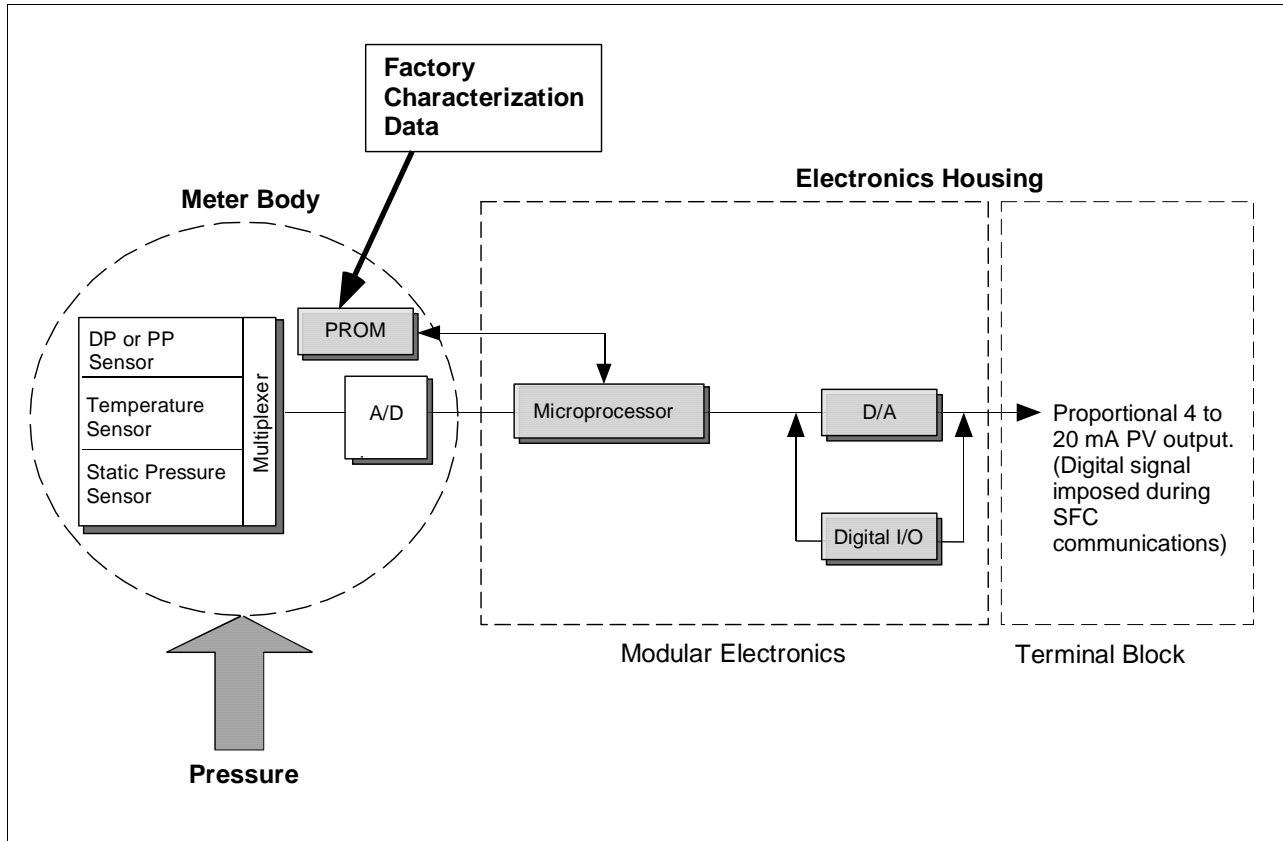 Factory
Characterization
Data
Electronics Housing
Meter Body
PROM
DP or PP
Sensor
Temperature
Sensor
Static Pressure
Sensor
Multiplexer
A/D
Microprocessor
D/A
Digital I/O
Proportional 4 to
20 mA PV output.
(Digital signal
imposed during
SFC
communications)
Modular Electronics
Terminal Block
Pressure